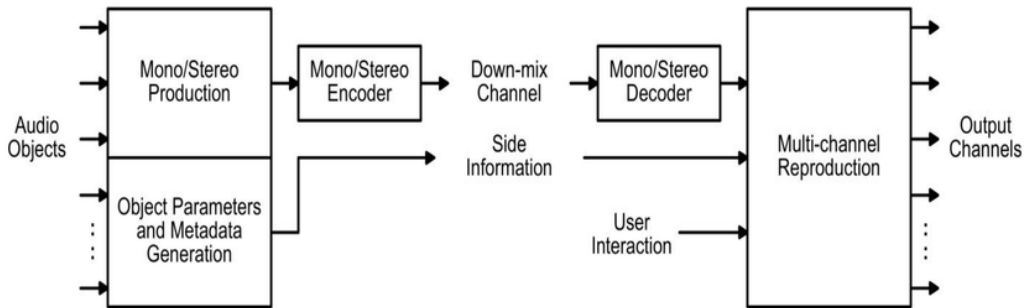 Audio
Objects
Mono/Stereo
Production
Object Parameters
and Metadata
Generation
Mono/Stereo
Encoder
Down-mix
Channel
Side
Information
Mono/Stereo
Decoder
User
Interaction
Multi-channel
Reproduction
Output
Channels